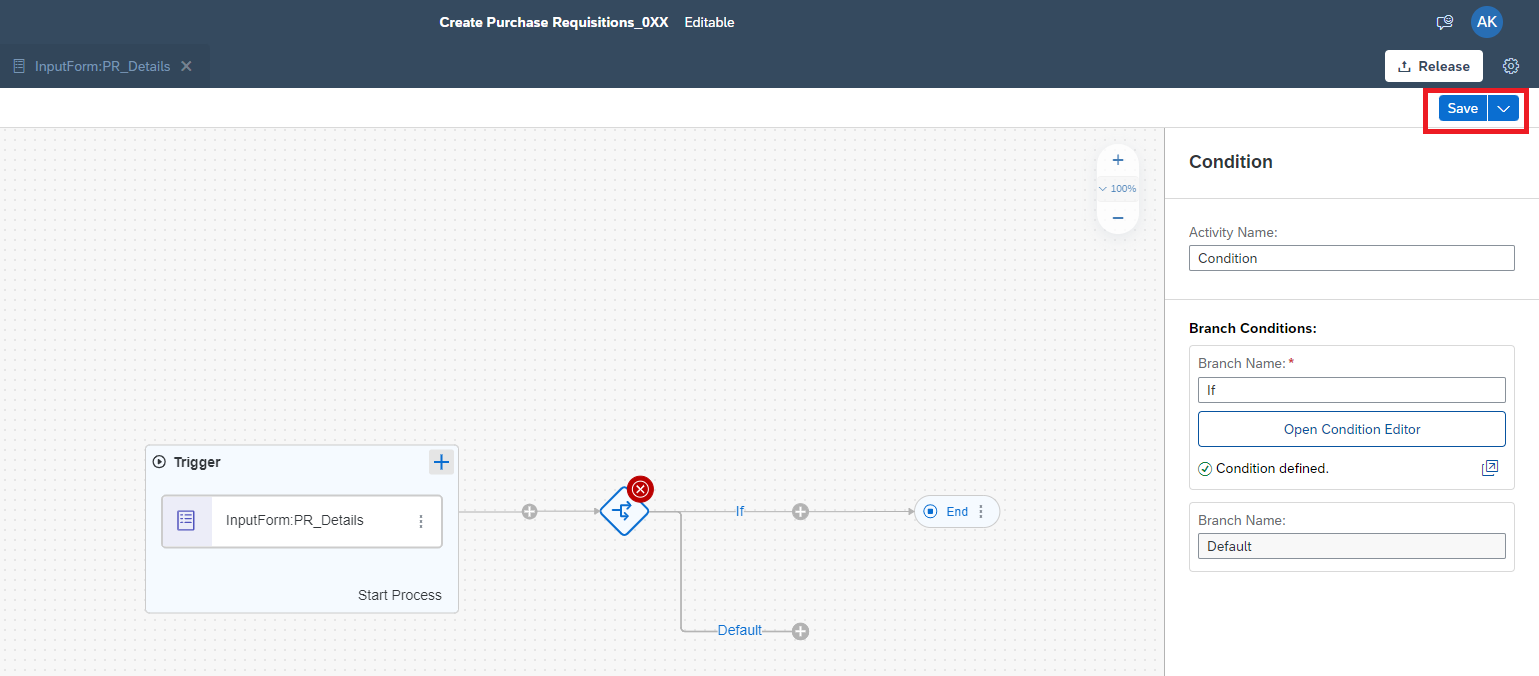 Create Purchase Requisitions_0XX Editable
AK
InputForm:PR_Details
Release
Save
100%
Condition
Activity Name:
Condition
Branch Conditions:
Branch Name: *
If
Open Condition Editor
Condition defined.
Branch Name:
Default
Trigger
InputForm:PR_Details
Start Process
If
End
Default